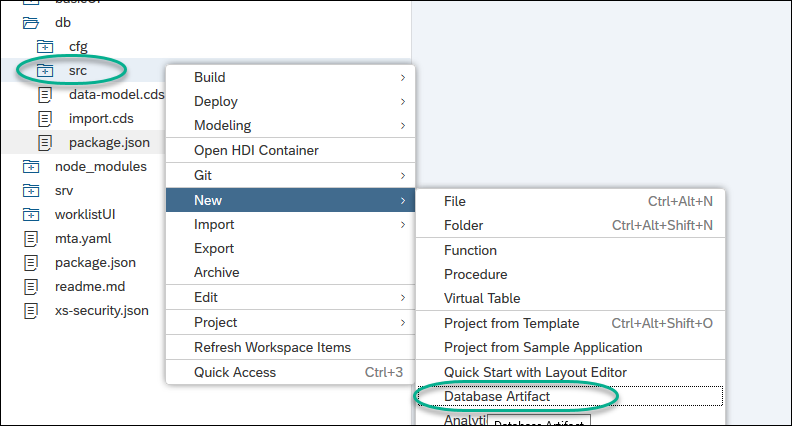 basicUI
db
cfg
src
data-model.cds
import.cds
package.json
node_modules
srv
worklistUI
mta.yaml
package.json
readme.md
xs-security.json
Build
Deploy
Modeling
Open HDI Container
Git
New
Import
Export
Archive
Edit
Project
Refresh Workspace Items
Quick Access Ctrl+3
File Ctrl+Alt+N
Folder Ctrl+Alt+Shift+N
Function
Procedure
Virtual Table
Project from Template Ctrl+Alt+Shift+O
Project from Sample Application
Quick Start with Layout Editor
Database Artifact
Database Artifact